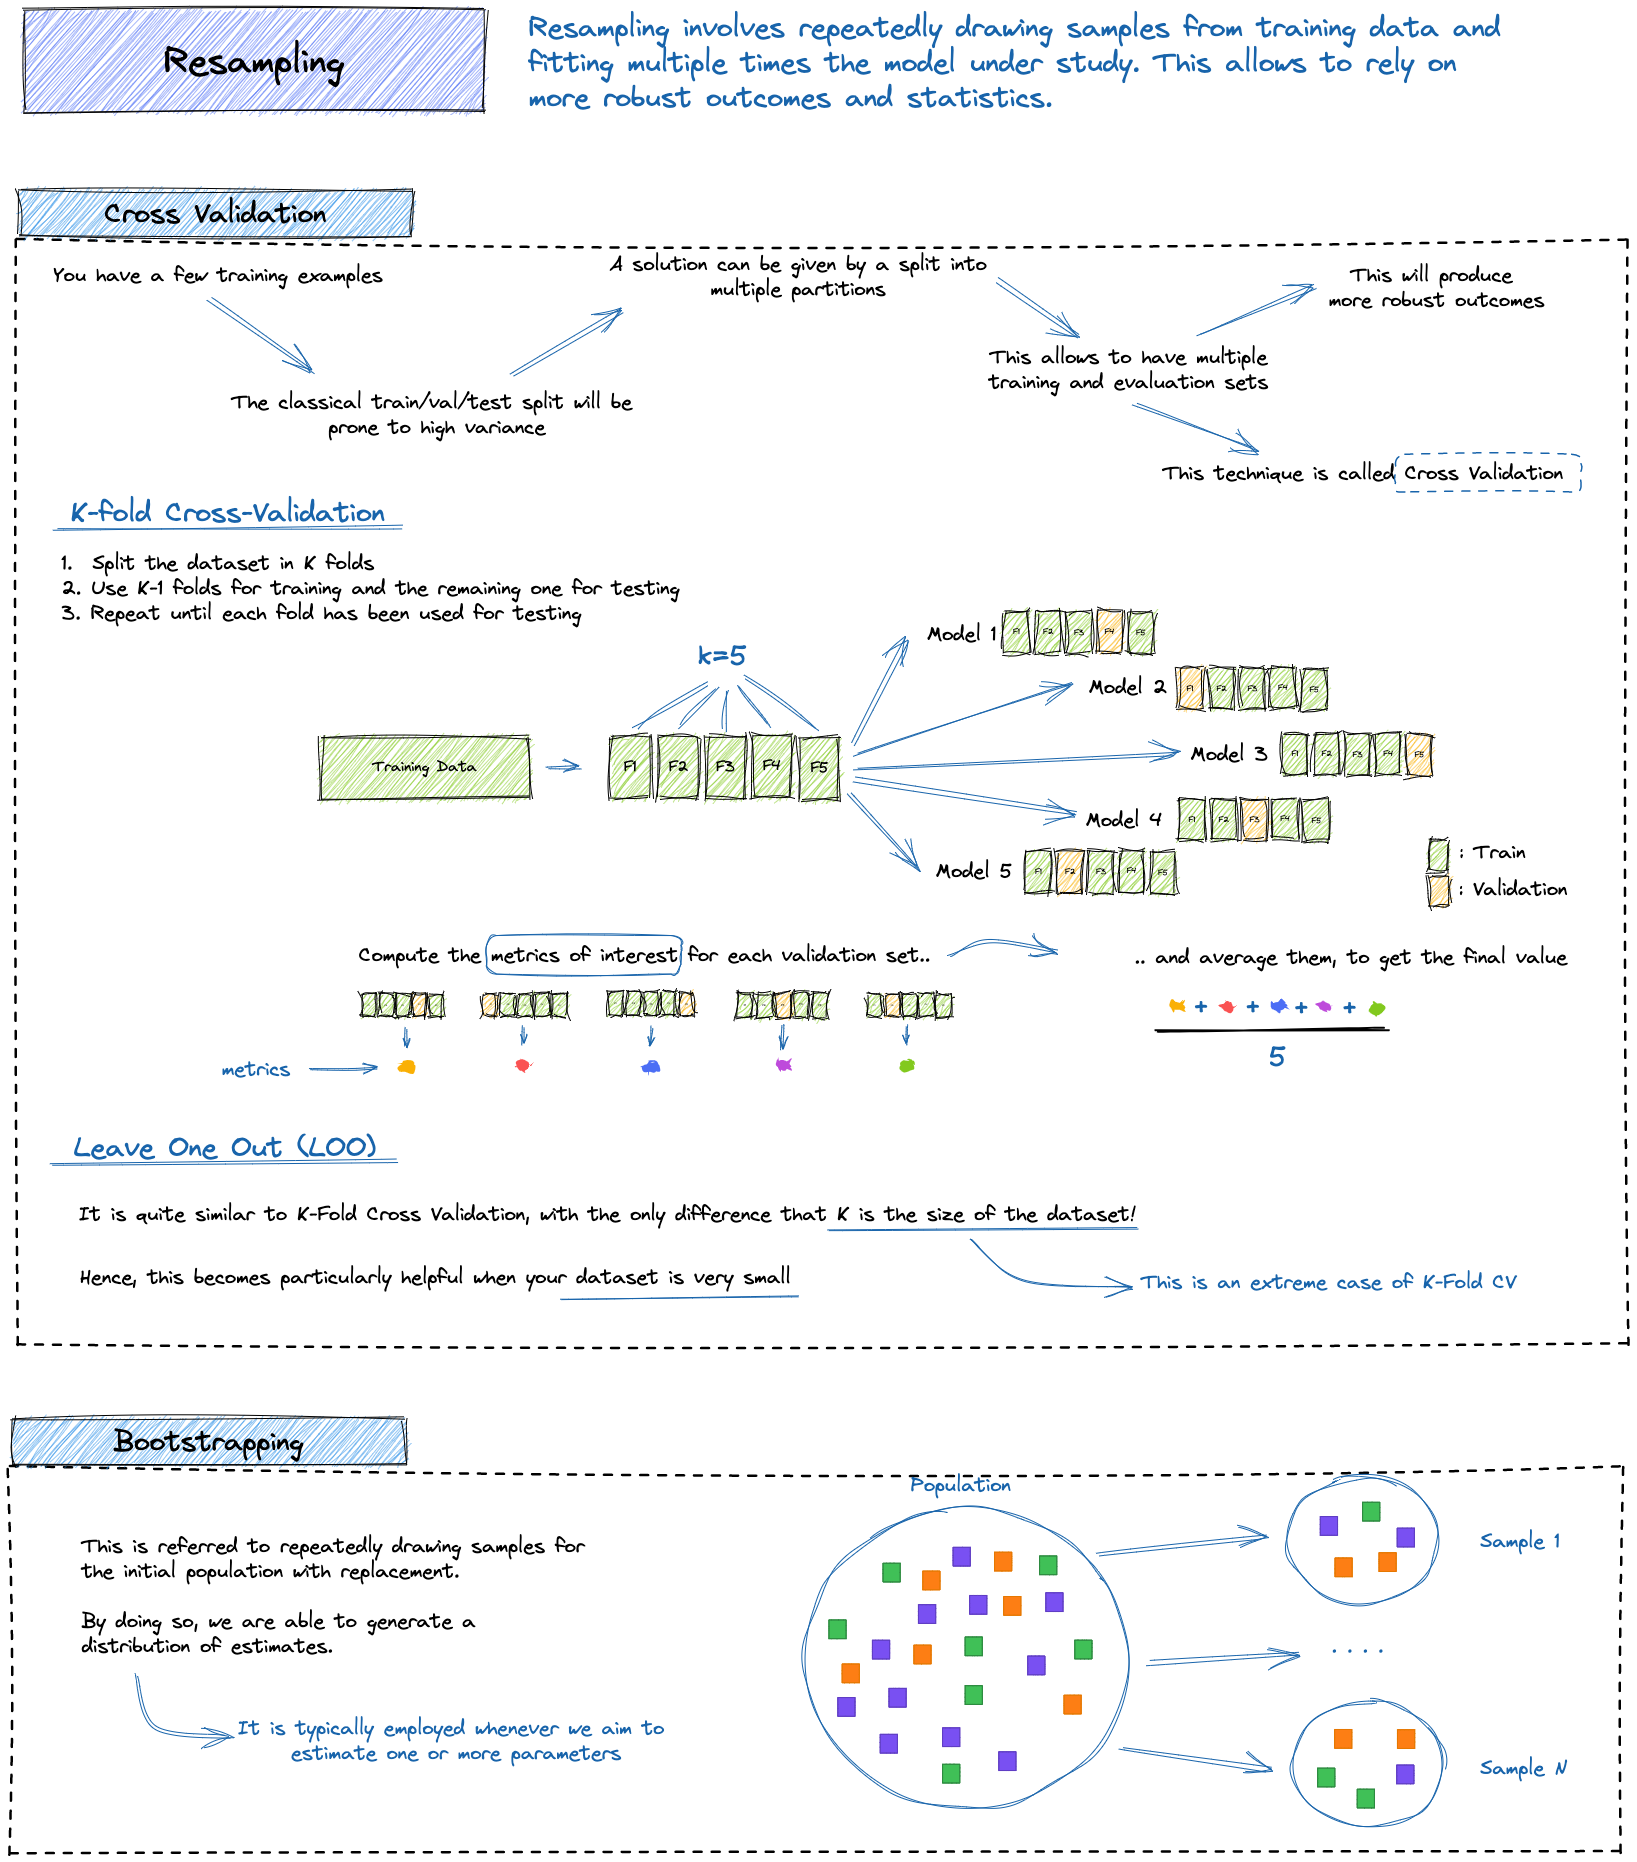 Resampling
Resampling involves repeatedly drawing samples from training data and
fitting multiple times the model under study. This allows to rely on
more robust outcomes and statistics.
Cross Validation
You have a few training examples
The classical train/val/test split will be
prone to high variance
A solution can be given by a split into
multiple partitions
This allows to have multiple
training and evaluation sets
This will produce
more robust outcomes
This technique is called Cross Validation
K-fold Cross-Validation
1. Split the dataset in K folds
2. Use K-1 folds for training and the remaining one for testing
3. Repeat until each fold has been used for testing
k=5
Training Data
F1 F2 F3 F4 F5
Model 1 F1 F2 F3 F4 F5
Model 2 F1 F2 F3 F4 F5
Model 3 F1 F2 F3 F4 F5
Model 4 F1 F2 F3 F4 F5
Model 5 F1 F2 F3 F4 F5
: Train
: Validation
Compute the metrics of interest for each validation set..
.. and average them, to get the final value
metrics
+ + + +
5
Leave One Out (LOO)
It is quite similar to K-Fold Cross Validation, with the only difference that K is the size of the dataset!
Hence, this becomes particularly helpful when your dataset is very small
This is an extreme case of K-Fold CV
Bootstrapping
This is referred to repeatedly drawing samples for
the initial population with replacement.
By doing so, we are able to generate a
distribution of estimates.
It is typically employed whenever we aim to
estimate one or more parameters
Population
Sample 1
. . . .
Sample N